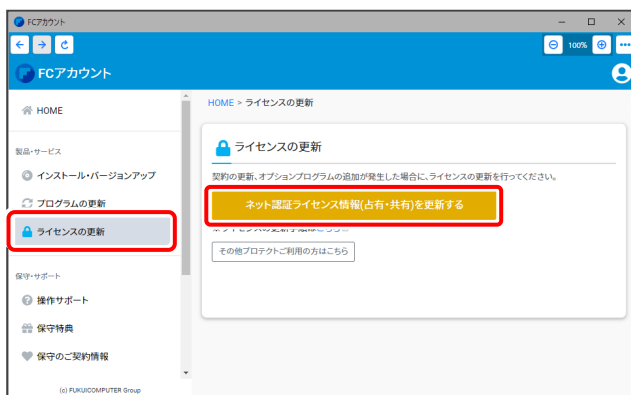 FCアカウント
100%
FCアカウント
HOME
HOME > ライセンスの更新
製品・サービス
インストール・バージョンアップ
プログラムの更新
ライセンスの更新
保守・サポート
操作サポート
保守特典
保守のご契約情報
(c) FUKUICOMPUTER Group
ライセンスの更新
契約の更新、オプションプログラムの追加が発生した場合に、ライセンスの更新を行ってください。
ネット認証ライセンス情報(占有・共有)を更新する
その他プロテクトご利用の方はこちら